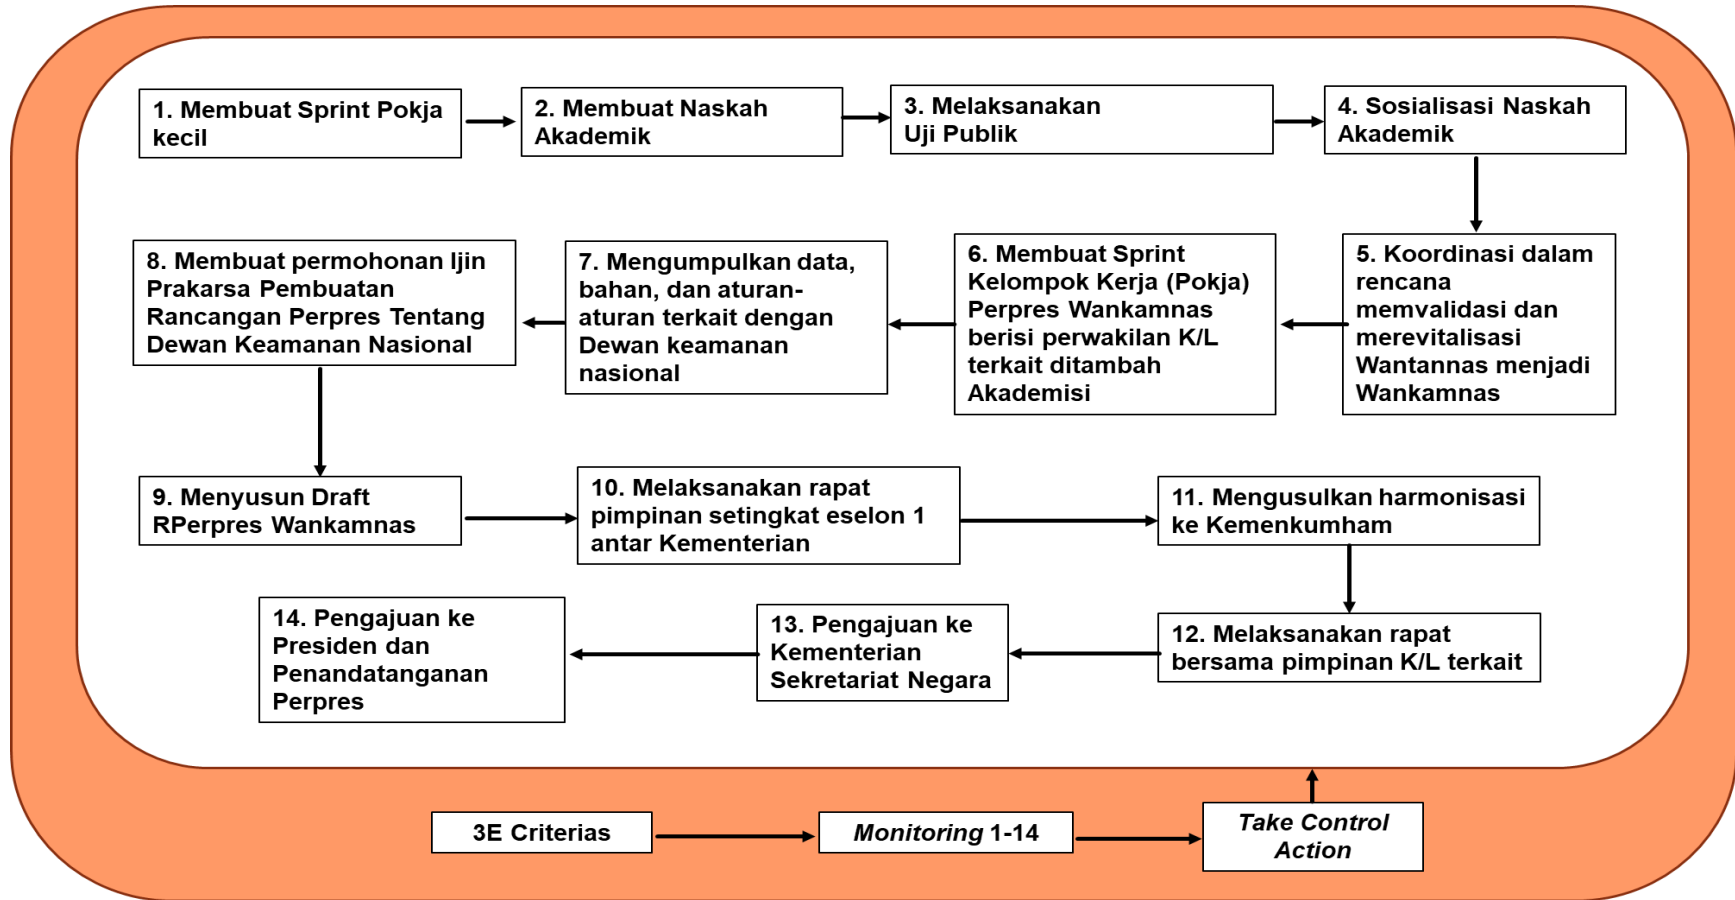 1. Membuat Sprint Pokja
kecil
2. Membuat Naskah
Akademik
3. Melaksanakan
Uji Publik
4. Sosialisasi Naskah
Akademik
5. Koordinasi dalam
rencana
memvalidasi dan
merevitalisasi
Wantannas menjadi
Wankamnas
6. Membuat Sprint
Kelompok Kerja (Pokja)
Perpres Wankamnas
berisi perwakilan K/L
terkait ditambah
Akademisi
7. Mengumpulkan data,
bahan, dan aturan-
aturan terkait dengan
Dewan keamanan
nasional
8. Membuat permohonan Ijin
Prakarsa Pembuatan
Rancangan Perpres Tentang
Dewan Keamanan Nasional
9. Menyusun Draft
RPerpres Wankamnas
10. Melaksanakan rapat
pimpinan setingkat eselon 1
antar Kementerian
11. Mengusulkan harmonisasi
ke Kemenkumham
12. Melaksanakan rapat
bersama pimpinan K/L terkait
13. Pengajuan ke
Kementerian
Sekretariat Negara
14. Pengajuan ke
Presiden dan
Penandatanganan
Perpres
3E Criterias
Monitoring 1-14
Take Control
Action